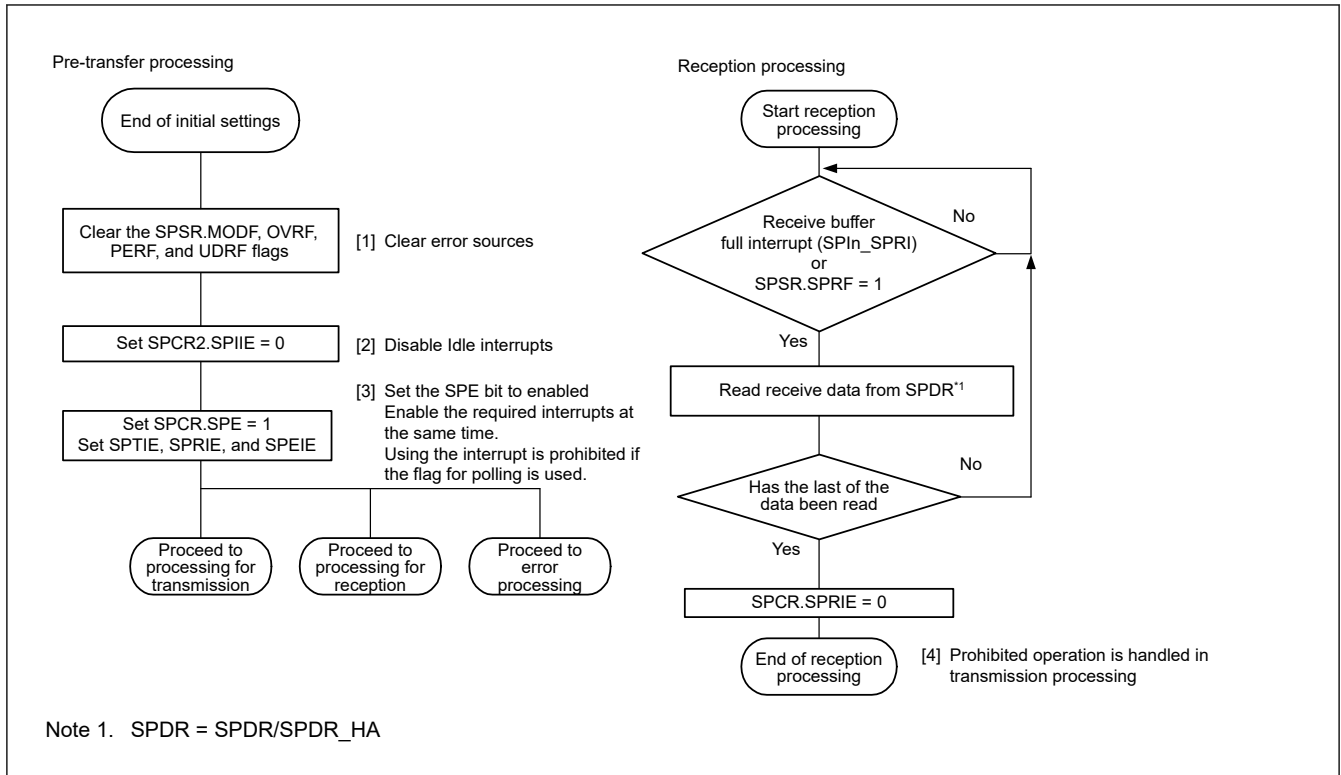 Pre-transfer processing
End of initial settings
Clear the SPSR.MODF, OVRF,
PERF, and UDRF flags
[1] Clear error sources
Set SPCR2.SPIIE = 0
[2] Disable Idle interrupts
Set SPCR.SPE = 1
Set SPTIE, SPRIE, and SPEIE
[3] Set the SPE bit to enabled
Enable the required interrupts at
the same time.
Using the interrupt is prohibited if
the flag for polling is used.
Proceed to
processing for
transmission
Proceed to
processing for
reception
Proceed to
error
processing
Reception processing
Start reception
processing
Receive buffer
full interrupt (SPIn_SPRI)
or
SPSR.SPRF = 1
No
Yes
Read receive data from SPDR*1
Has the last of the
data been read
No
Yes
SPCR.SPRIE = 0
End of reception
processing
[4] Prohibited operation is handled in
transmission processing
Note 1. SPDR = SPDR/SPDR_HA